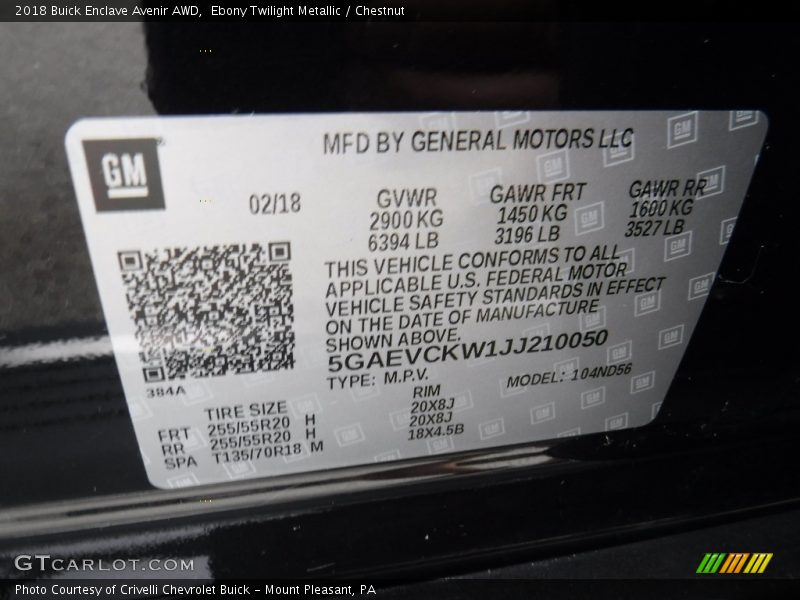 2018 Buick Enclave Avenir AWD,  Ebony Twilight Metallic / Chestnut
MFD BY GENERAL MOTORS LLC
GM
02/18
GVWR GAWR FRT GAWR RR
2900 KG 1450 KG 1600 KG
6394 LB 3196 LB 3527 LB
THIS VEHICLE CONFORMS TO ALL
APPLICABLE U.S. FEDERAL MOTOR
VEHICLE SAFETY STANDARDS IN EFFECT
ON THE DATE OF MANUFACTURE
SHOWN ABOVE.
5GAEVCKW1JJ210050
TYPE: M.P.V. MODEL: 104ND56
384A
TIRE SIZE RIM
FRT 255/55R20 H 20X8J
RR 255/55R20 H 20X8J
SPA T135/70R18 M 18X4.5B
GTCARLOT.COM
Photo Courtesy of Crivelli Chevrolet Buick - Mount Pleasant, PA